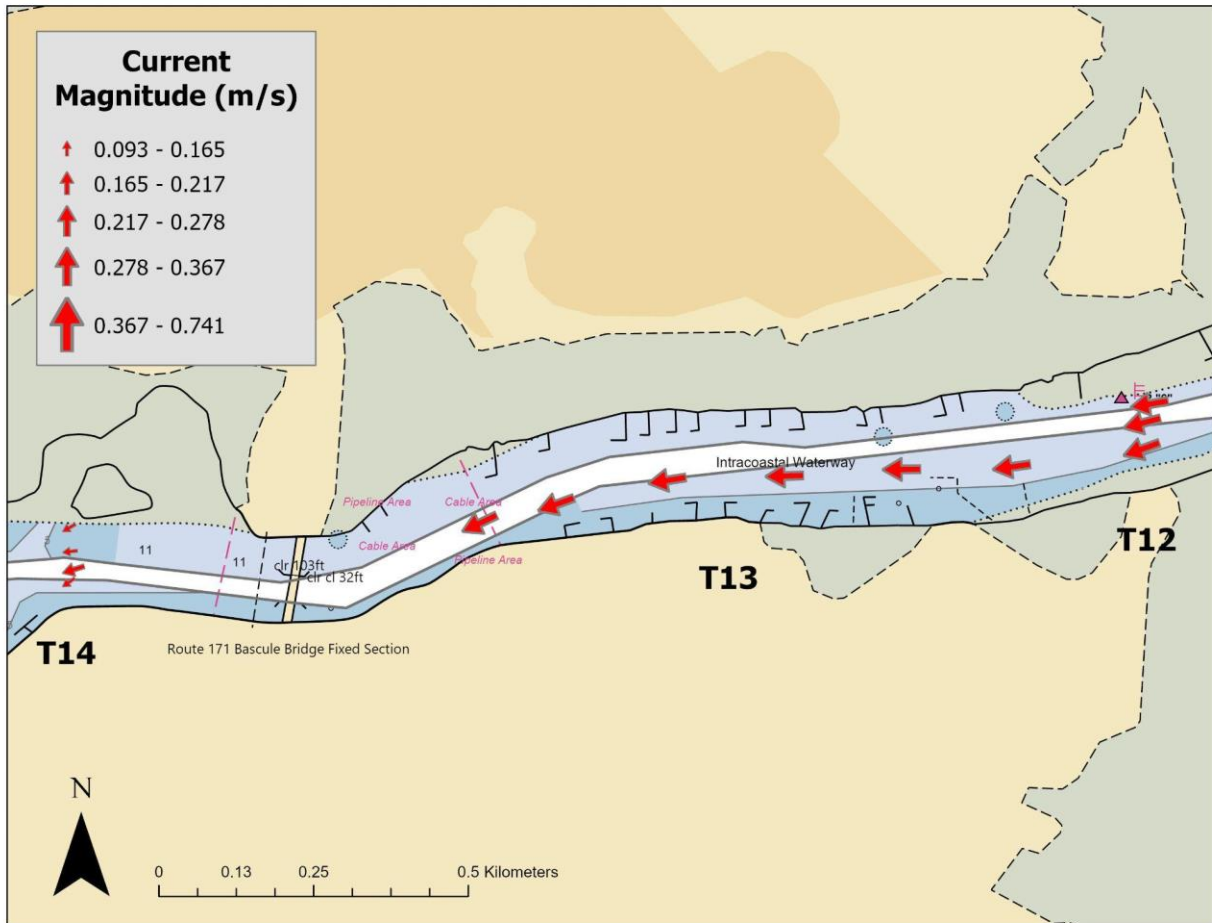 Current
Magnitude (m/s)
0.093 - 0.165
0.165 - 0.217
0.217 - 0.278
0.278 - 0.367
0.367 - 0.741
Intracoastal Waterway
Pipeline Area
Cable Area
Cable Area
Pipeline Area
T12
T13
11
11
clr 103ft
clr cl 32ft
T14
Route 171 Bascule Bridge Fixed Section
N
0
0.13
0.25
0.5 Kilometers